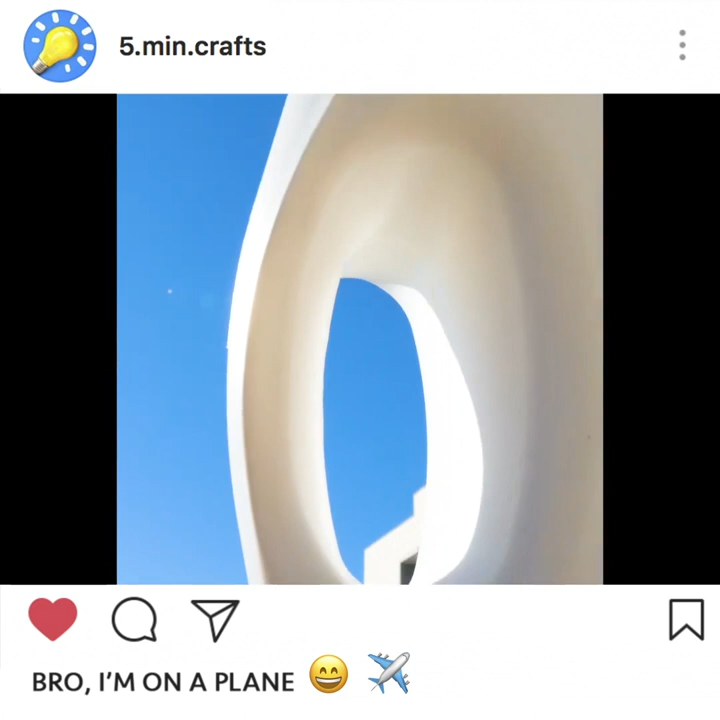 5.min.crafts
BRO, I'M ON A PLANE 😄 ✈️